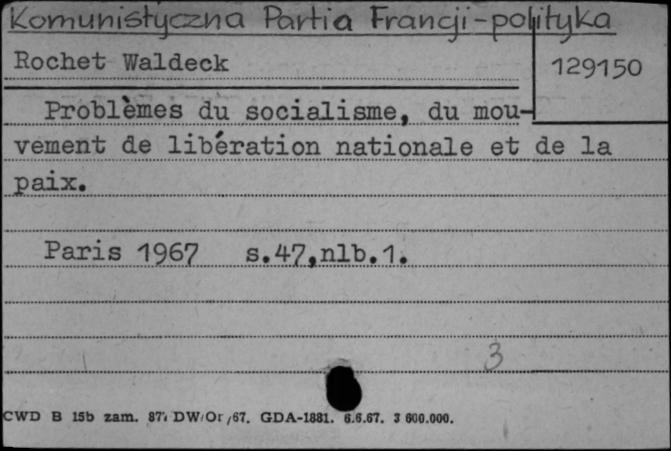 Komunistyczna Partia Francji-polityka
Rochet Waldeck
129150
Problèmes du socialisme, du mou-
vement de libération nationale et de la
paix.
Paris 1967 s.47,nlb.1.
3
CWD B 15b zam. 87/ DW/Or/67. GDA-1881. 6.6.67. 3 600.000.